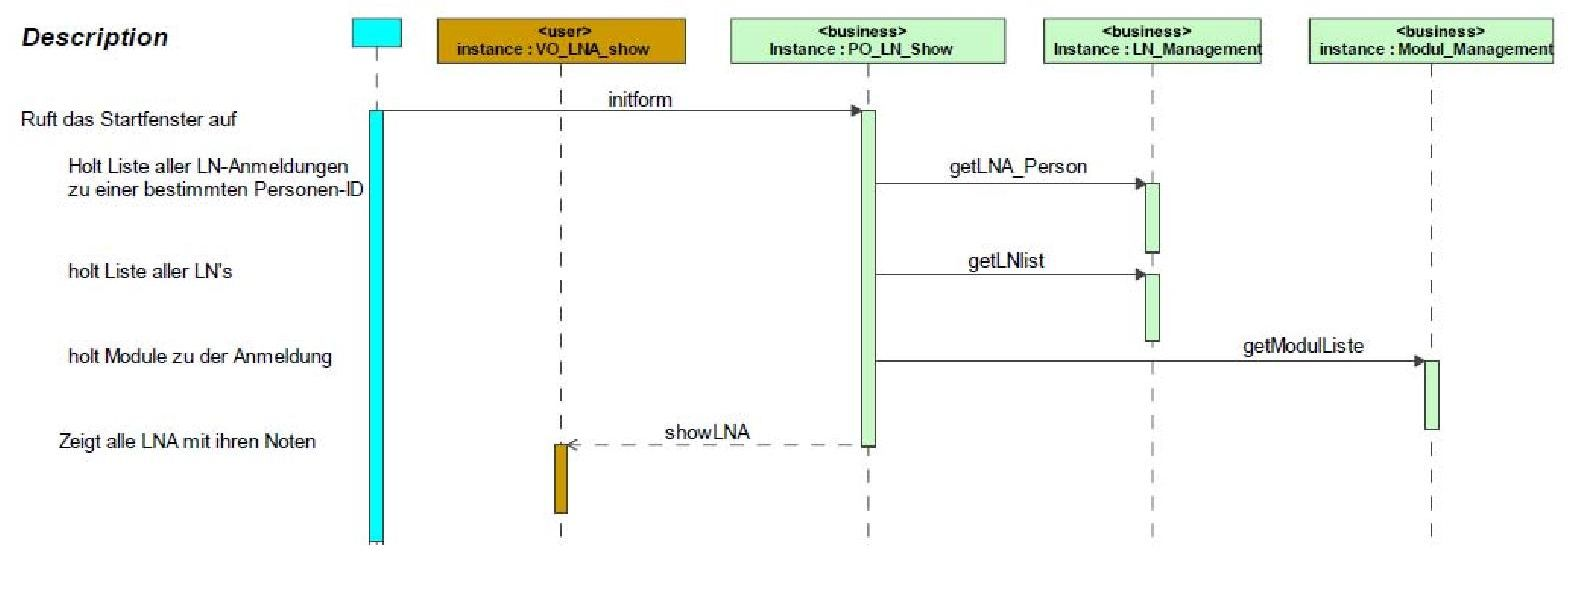 Description
<user>
instance : VO_LNA_show
<business>
Instance : PO_LN_Show
<business>
Instance : LN_Management
<business>
instance : Modul_Management
initform
Ruft das Startfenster auf
Holt Liste aller LN-Anmeldungen
zu einer bestimmten Personen-ID
getLNA_Person
holt Liste aller LN's
getLNlist
holt Module zu der Anmeldung
getModulListe
Zeigt alle LNA mit ihren Noten
showLNA